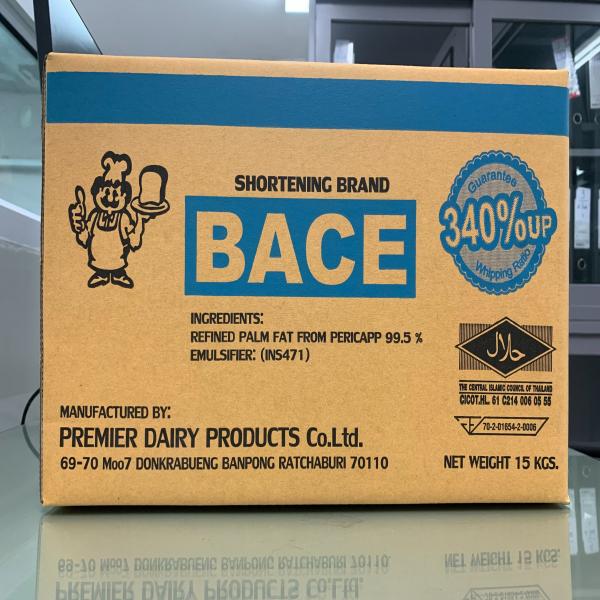 SHORTENING BRAND
BACE
Guarantee
340%UP
Whipping Ratio
INGREDIENTS:
REFINED PALM FAT FROM PERICAPP 99.5 %
EMULSIFIER: (INS471)
حلال
THE CENTRAL ISLAMIC COUNCIL OF THAILAND
CICOT.HL. 61 C214 006 05 55
70-2-01654-2-0006
MANUFACTURED BY:
PREMIER DAIRY PRODUCTS Co.Ltd.
69-70 Moo7 DONKRABUENG BANPONG RATCHABURI 70110
NET WEIGHT 15 KGS.